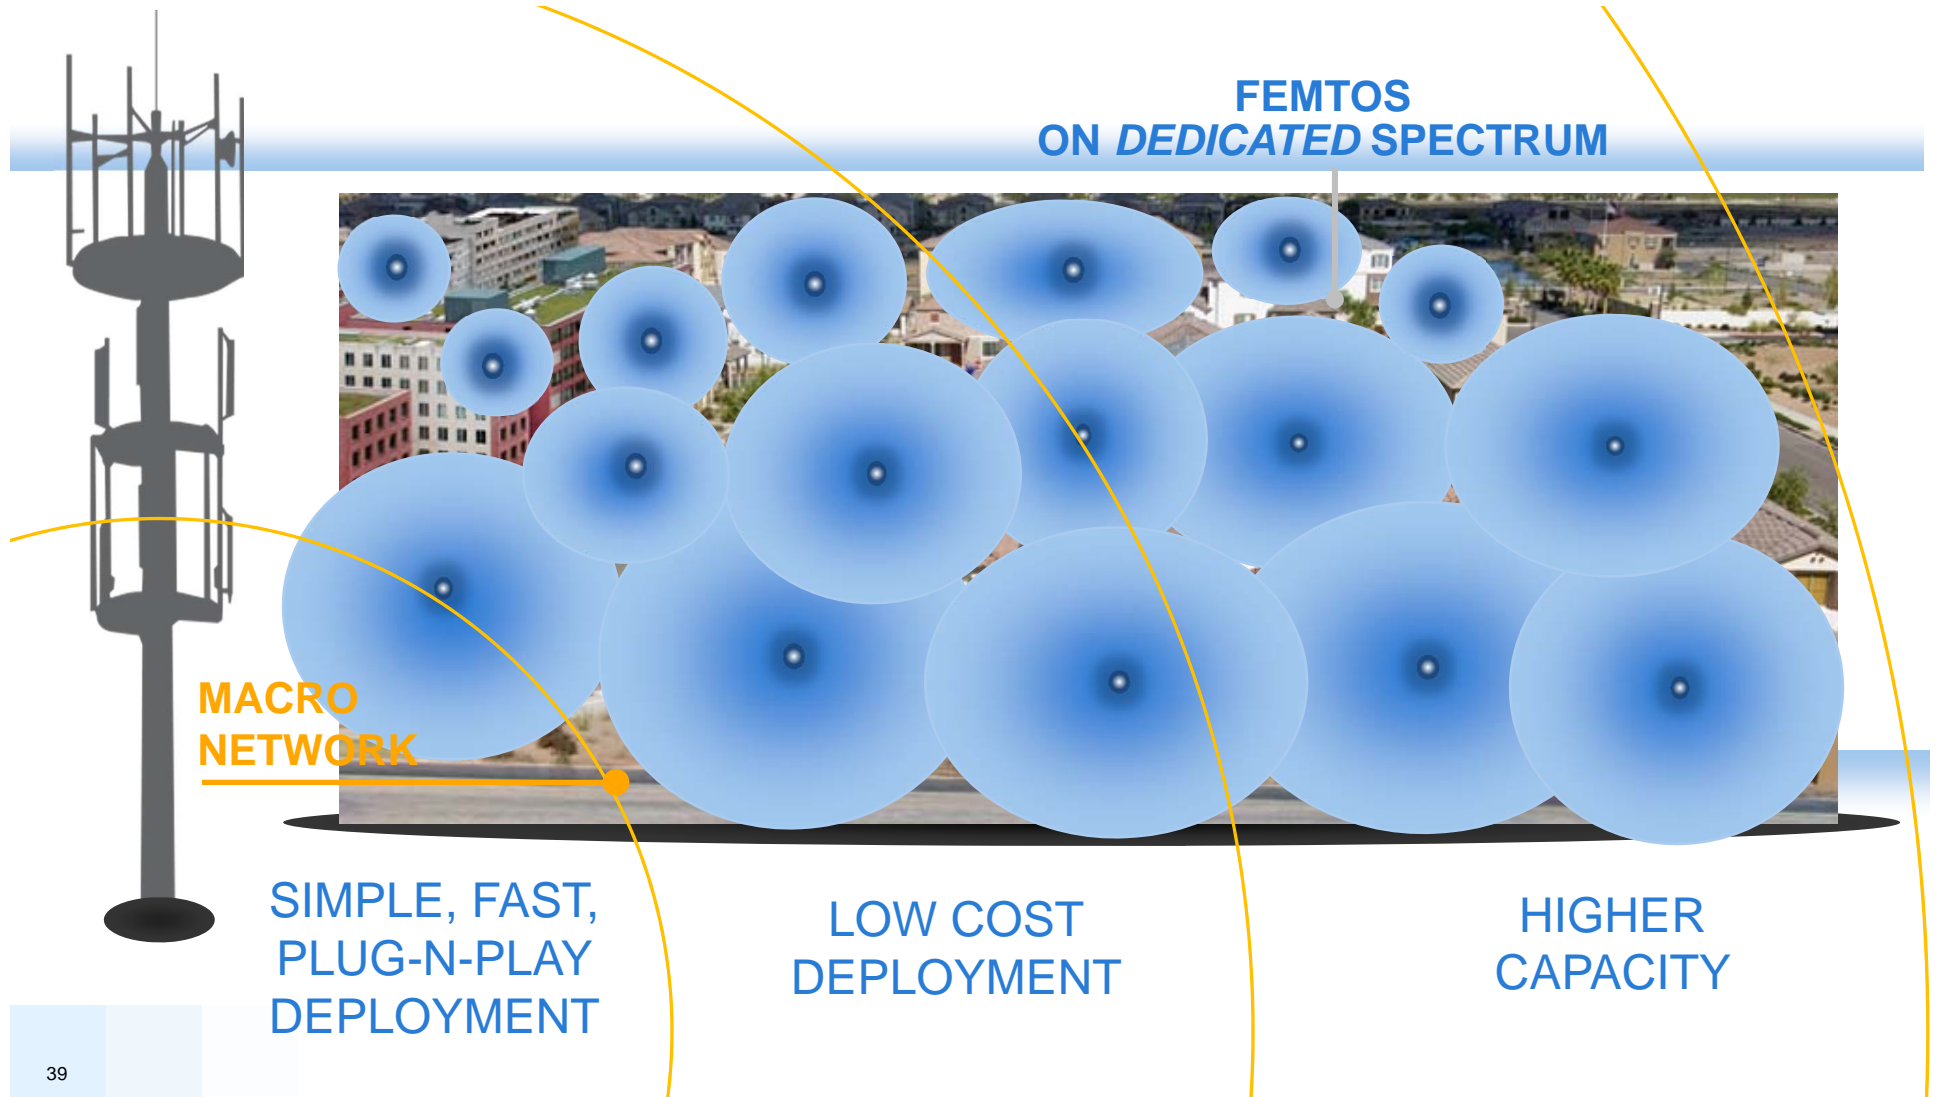 FEMTOS
ON DEDICATED SPECTRUM
MACRO
NETWORK
SIMPLE, FAST,
PLUG-N-PLAY
DEPLOYMENT
LOW COST
DEPLOYMENT
HIGHER
CAPACITY
39